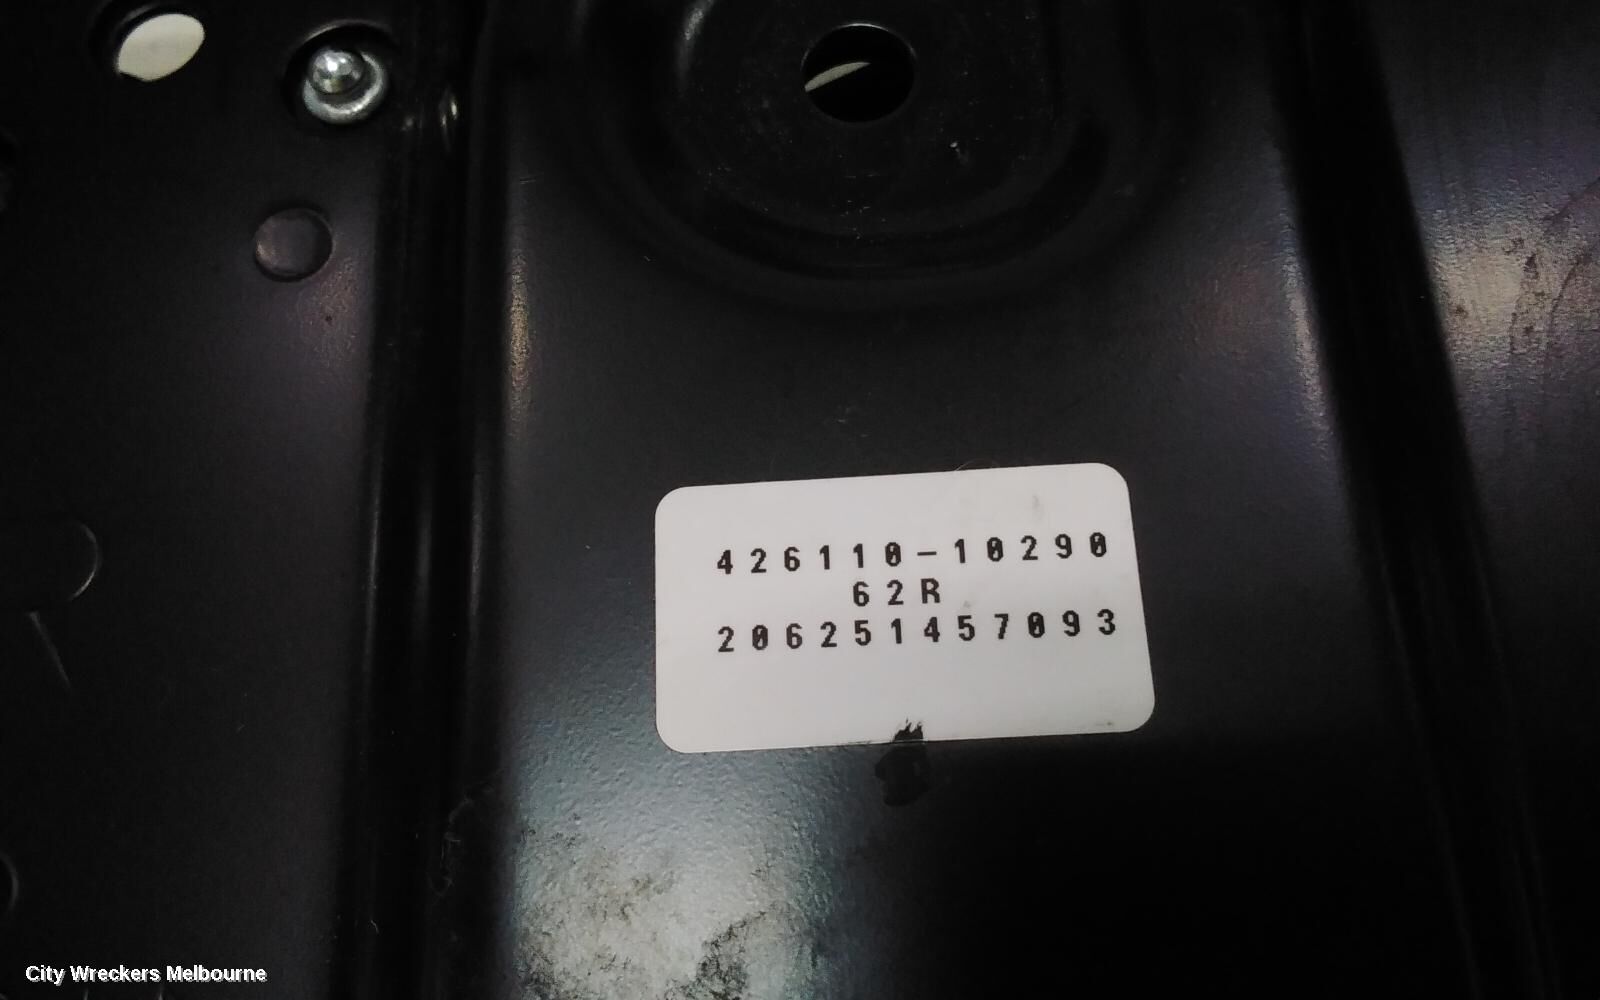 426110-10290
62R
206251457093
City Wreckers Melbourne